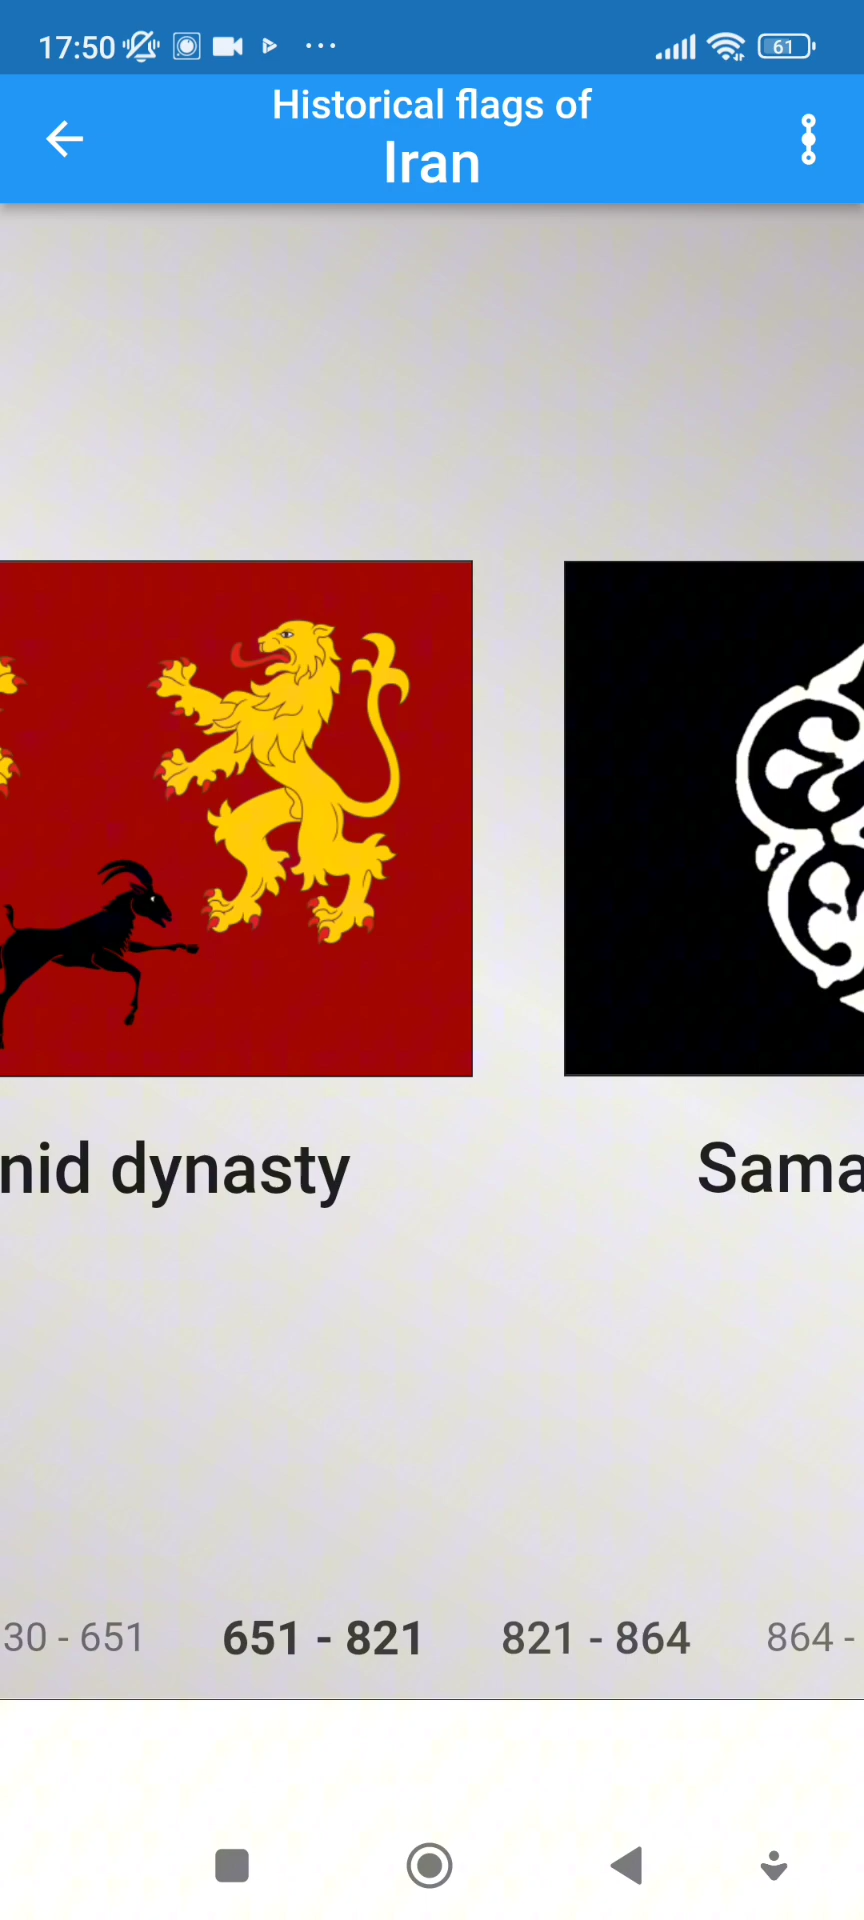 17:50
61
Historical flags of
Iran
nid dynasty
Sama
30 - 651
651 - 821
821 - 864
864 -